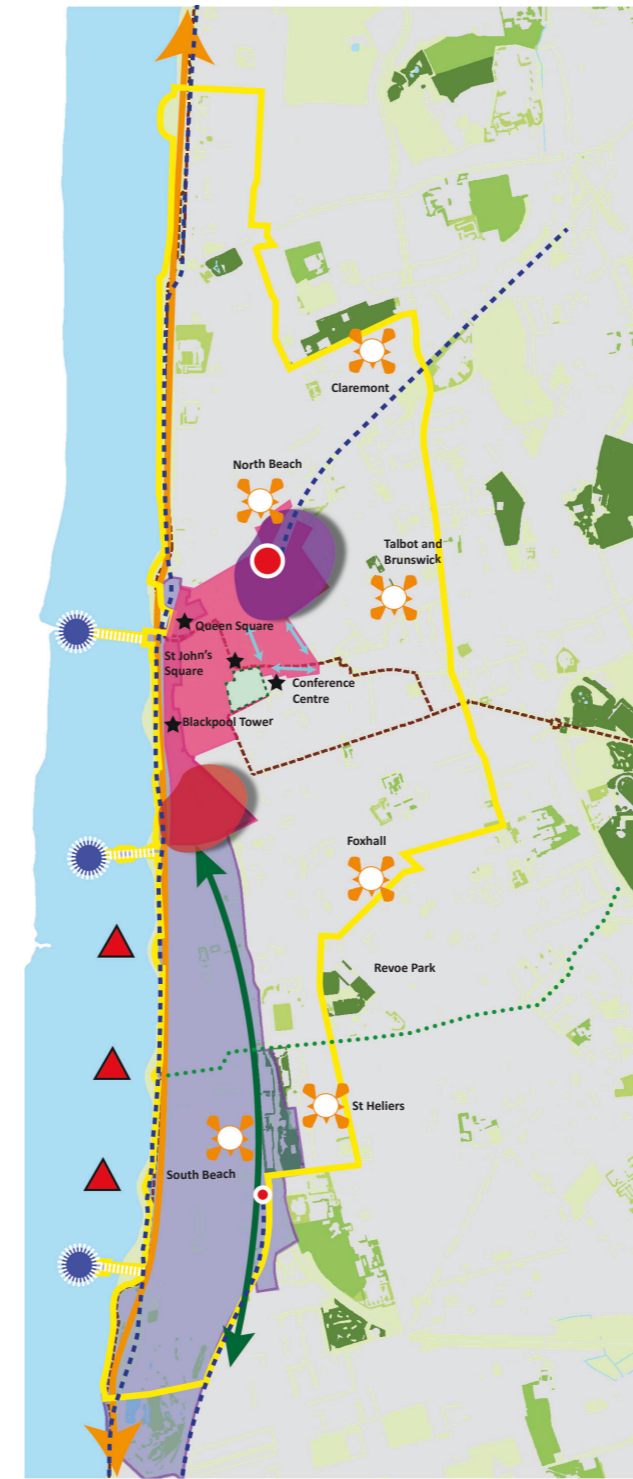 Claremont
North Beach
Talbot and
Brunswick
Queen Square
St John's
Square
Conference
Centre
Blackpool Tower
Foxhall
Revoe Park
St Heliers
South Beach